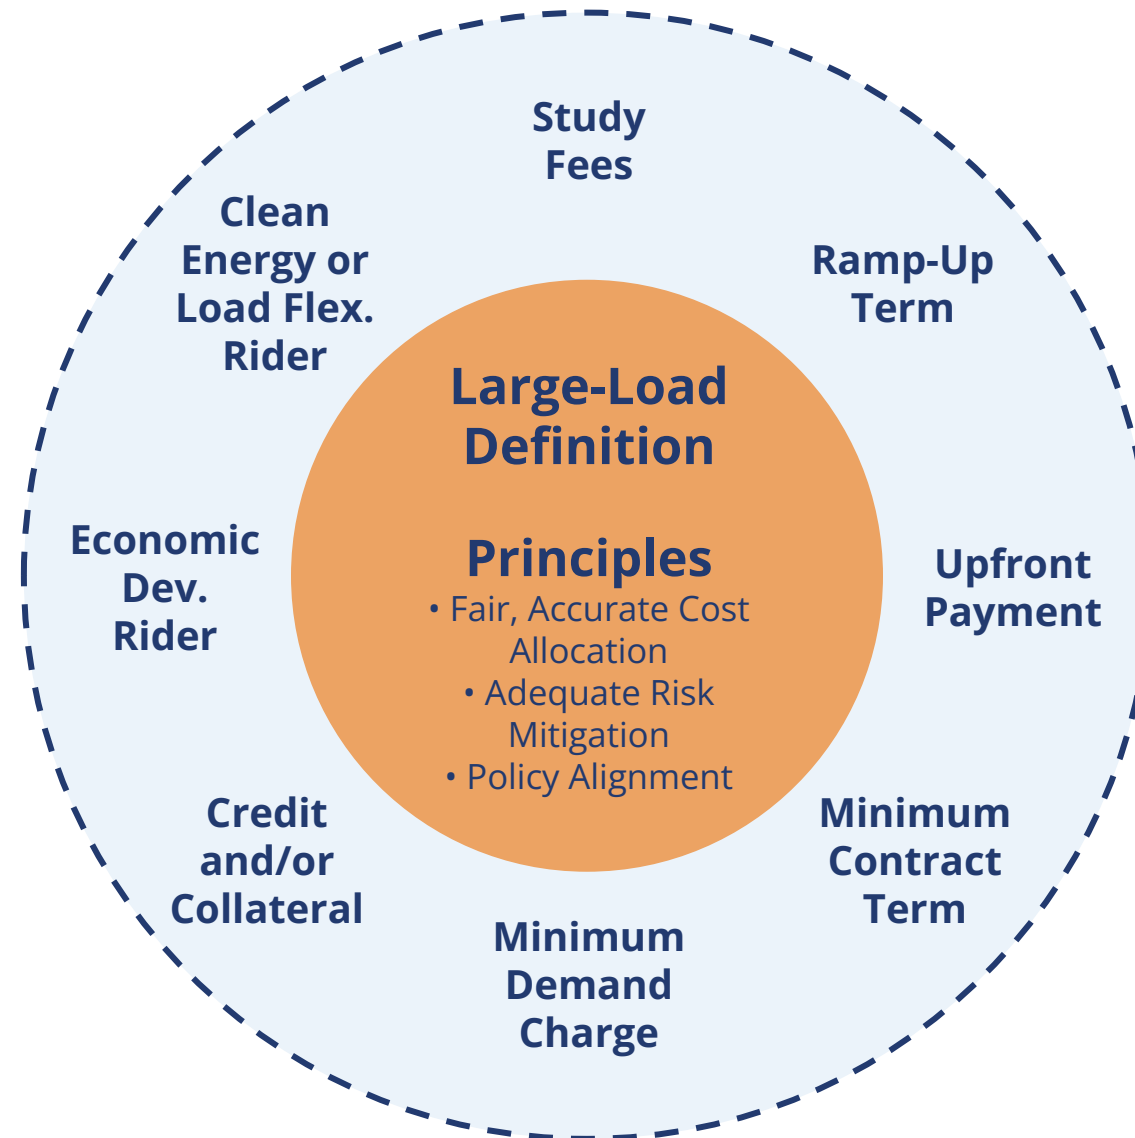 Study
Fees
Clean
Energy or
Load Flex.
Rider
Ramp-Up
Term
Large-Load
Definition
Principles
• Fair, Accurate Cost
Allocation
• Adequate Risk
Mitigation
• Policy Alignment
Economic
Dev.
Rider
Upfront
Payment
Credit
and/or
Collateral
Minimum
Contract
Term
Minimum
Demand
Charge